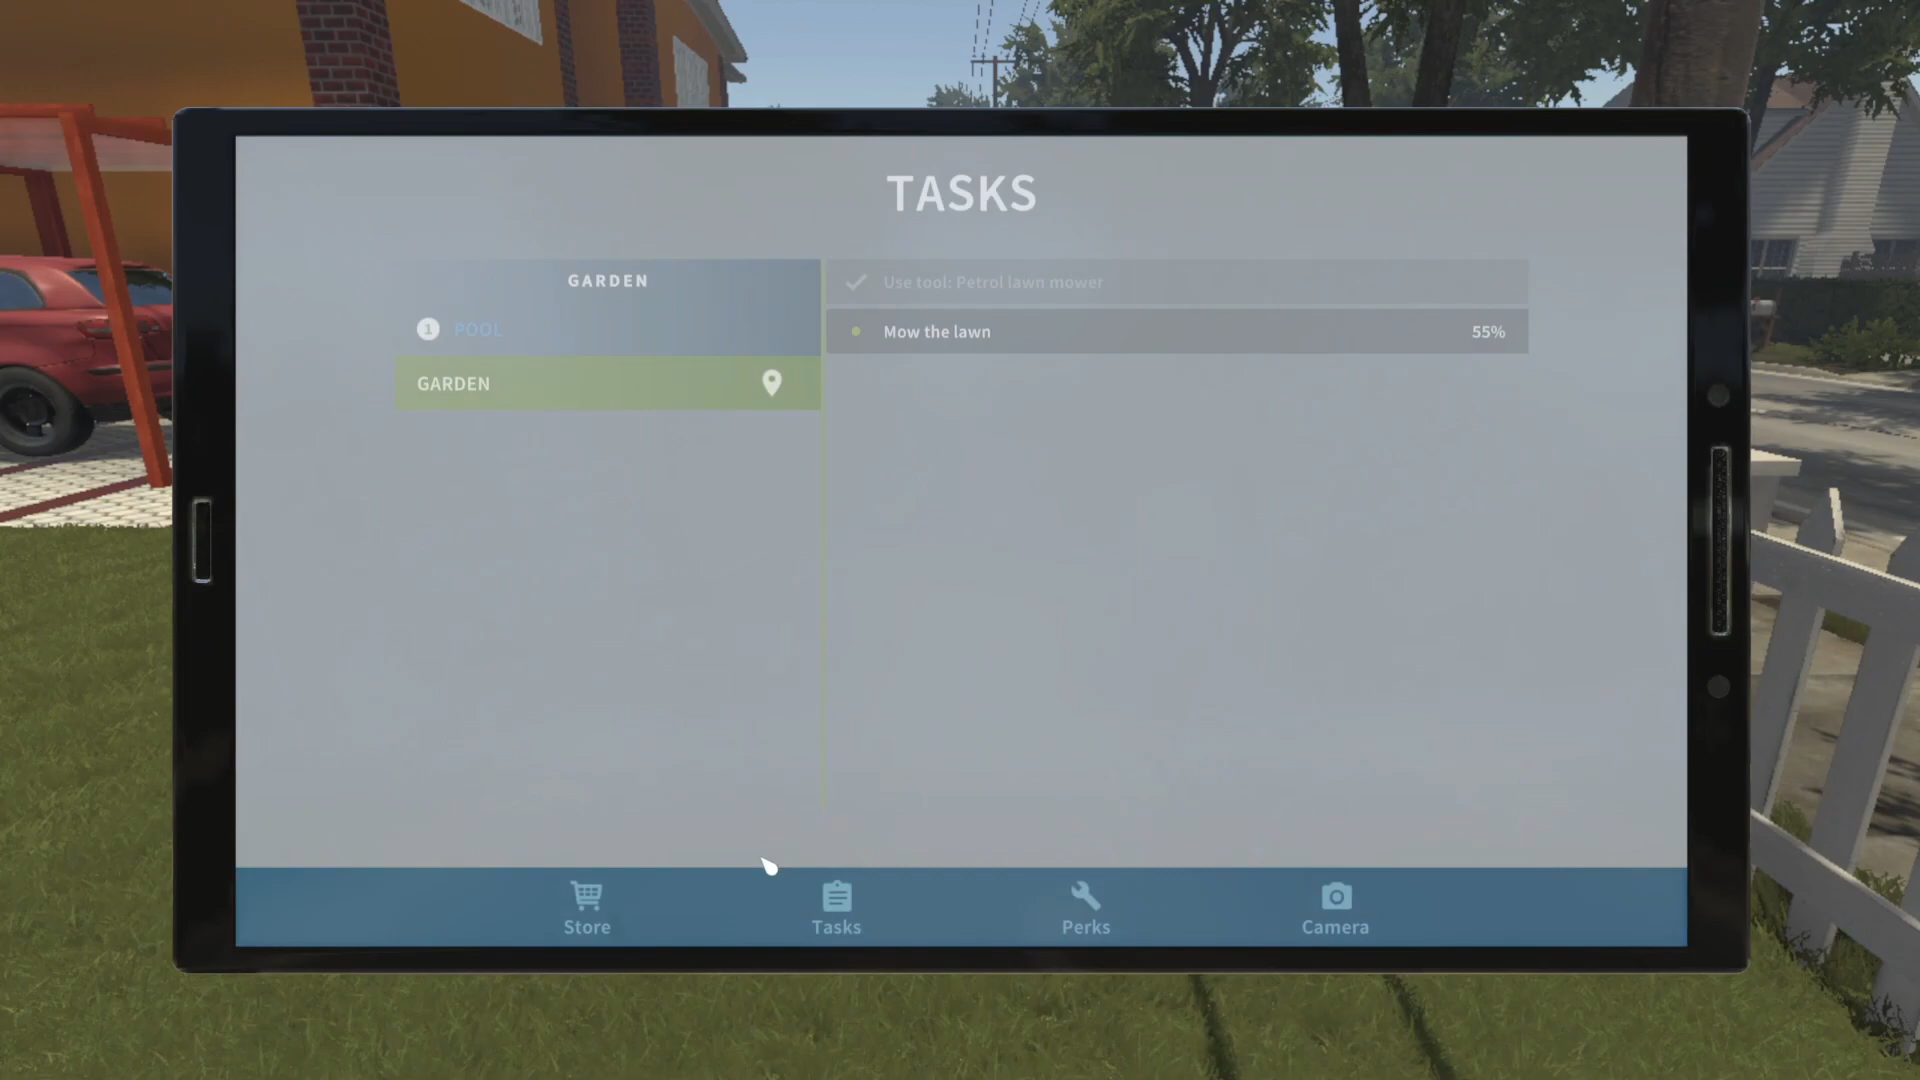 TASKS
GARDEN
1 POOL
GARDEN
Use tool: Petrol lawn mower
Mow the lawn 55%
Store Tasks Perks Camera